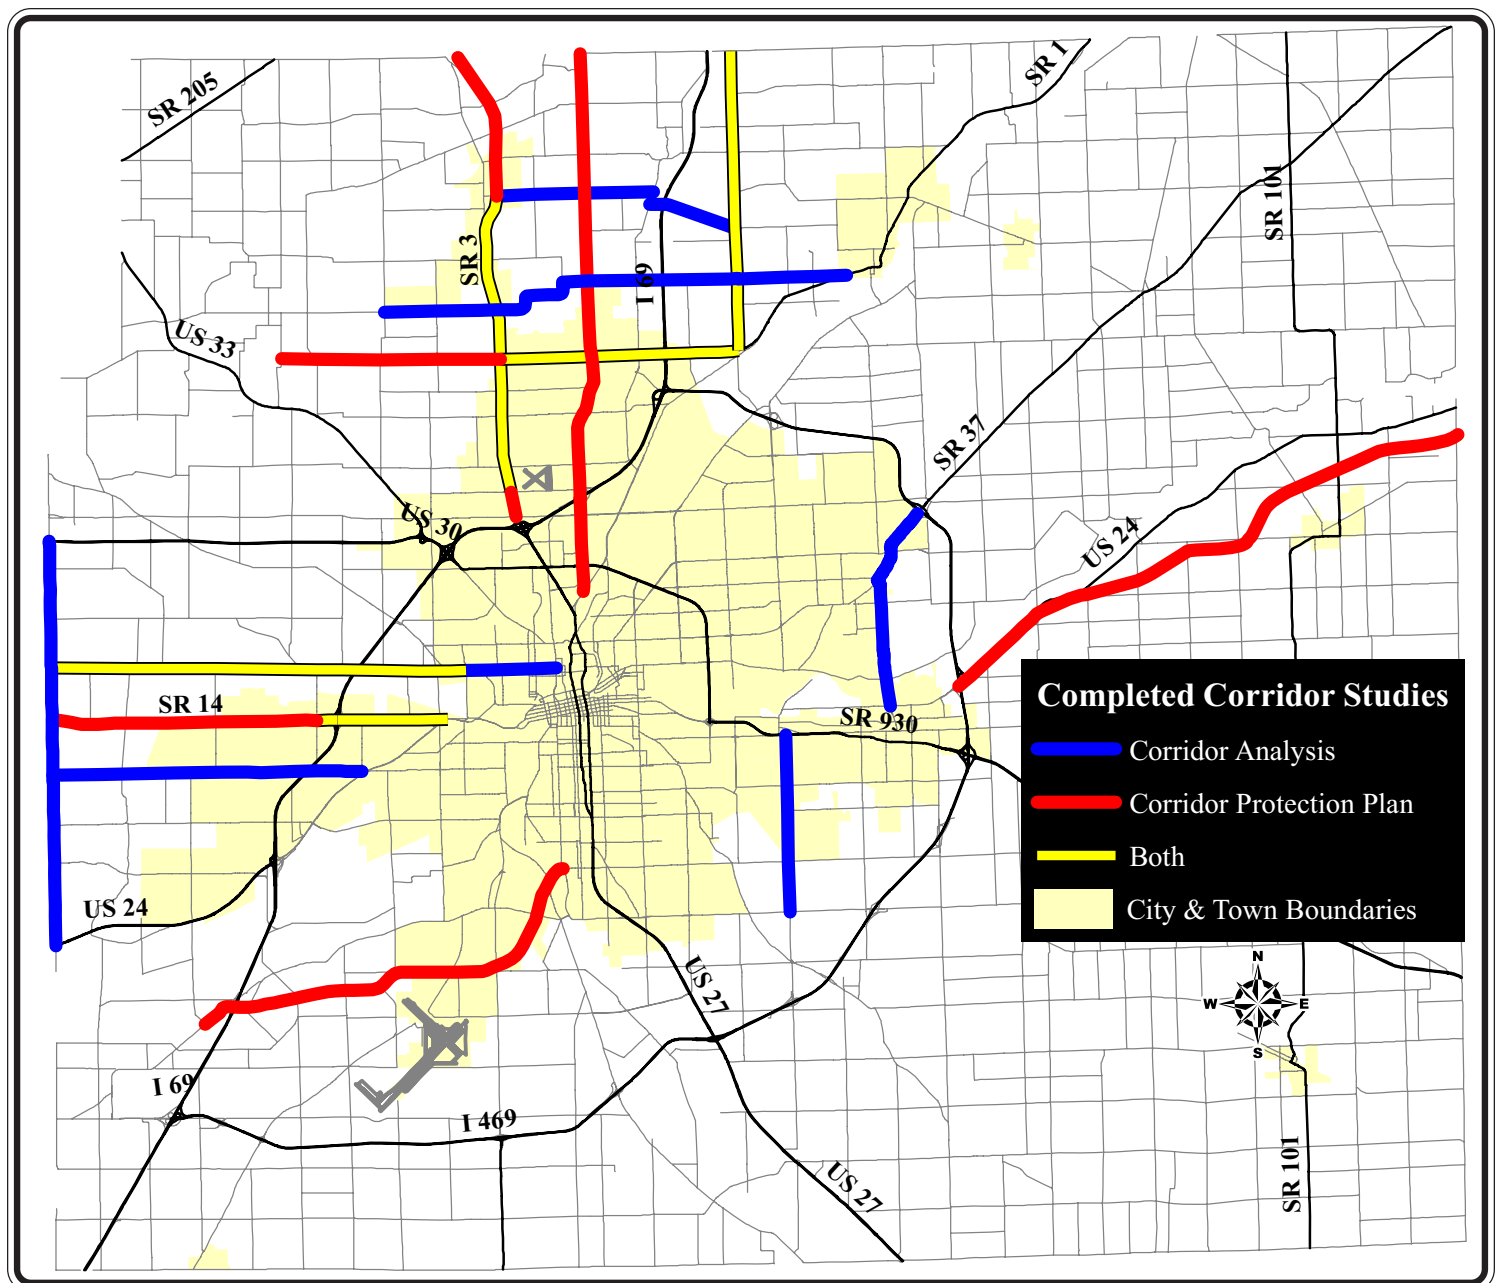 SR 205
SR 1
SR 101
SR 3
I 69
US 33
SR 37
US 30
US 24
SR 14
SR 930
Completed Corridor Studies
Corridor Analysis
Corridor Protection Plan
Both
City & Town Boundaries
US 24
US 27
N
W
E
S
I 69
I 469
US 27
SR 101